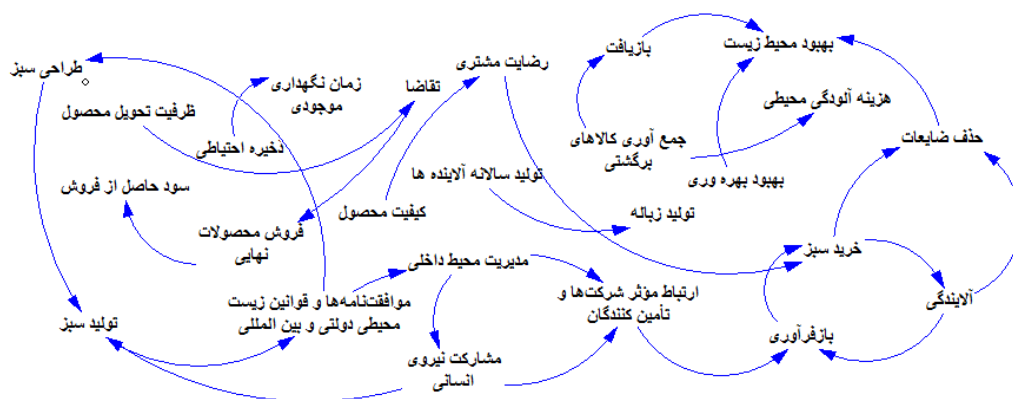 طراحی سبز
زمان نگهداری
موجودی
تقاضا
رضایت مشتری
بازیافت
بهبود محیط زیست
ظرفیت تحویل محصول
ذخیره احتیاطی
هزینه آلودگی محیطی
جمع آوری کالاهای
برگشتی
حذف ضایعات
سود حاصل از فروش
تولید سالانه آلاینده ها
بهبود بهره وری
کیفیت محصول
تولید زباله
فروش محصولات
نهایی
مدیریت محیط داخلی
خرید سبز
موافقت‌نامه‌ها و قوانین زیست
محیطی دولتی و بین المللی
ارتباط مؤثر شرکت‌ها و
تأمین کنندگان
آلایندگی
تولید سبز
بازفرآوری
مشارکت نیروی
انسانی